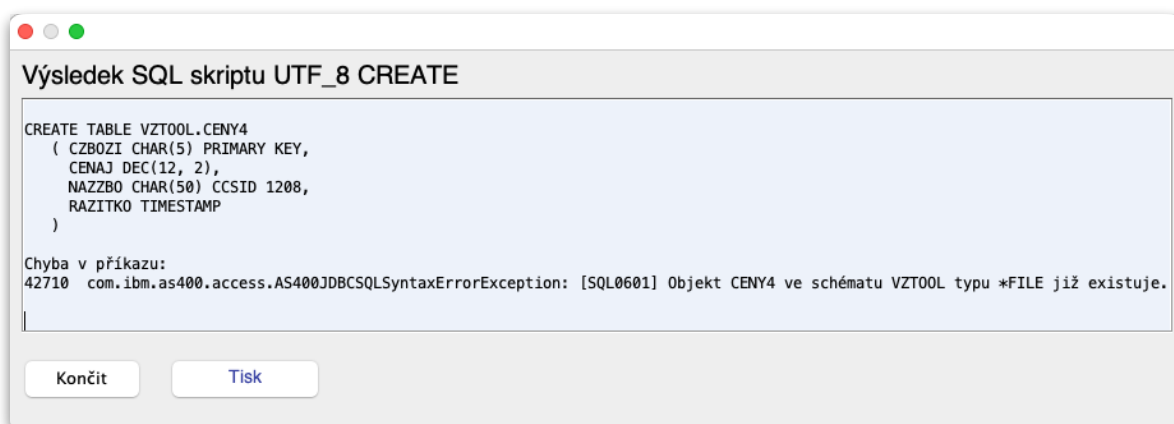 Výsledek SQL skriptu UTF_8 CREATE
CREATE TABLE VZTOOL.CENY4
( CZBOZI CHAR(5) PRIMARY KEY,
CENAJ DEC(12, 2),
NAZZBO CHAR(50) CCSID 1208,
RAZITKO TIMESTAMP
)
Chyba v příkazu:
42710  com.ibm.as400.access.AS400JDBCSQLSyntaxErrorException: [SQL0601] Objekt CENY4 ve schématu VZTOOL typu *FILE již existuje.
Končit
Tisk